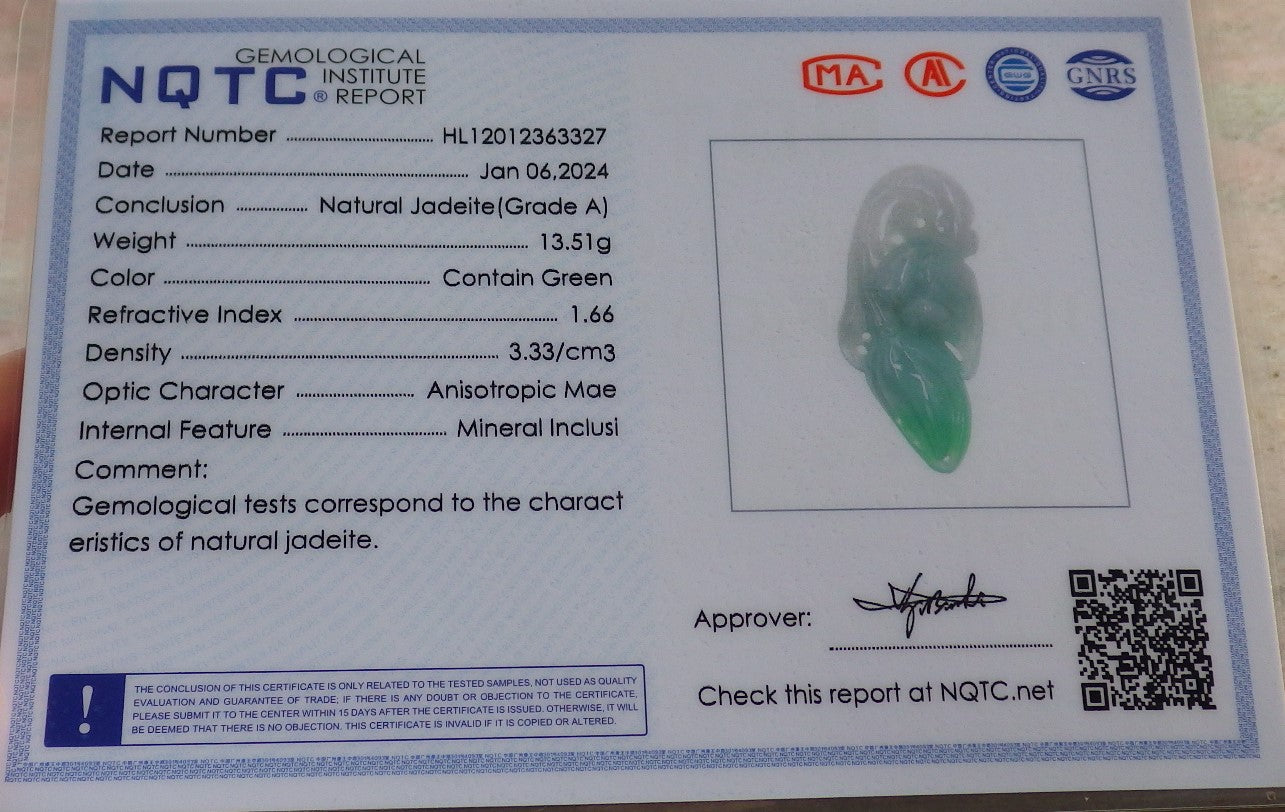 GEMOLOGICAL
NQTC® INSTITUTE
REPORT
MA
AL
GNRS
Report Number HL12012363327
Date Jan 06,2024
Conclusion Natural Jadeite(Grade A)
Weight 13.51g
Color Contain Green
Refractive Index 1.66
Density 3.33/cm3
Optic Character Anisotropic Mae
Internal Feature Mineral Inclusi
Comment:
Gemological tests correspond to the charact
eristics of natural jadeite.
Approver:
Check this report at NQTC.net
! THE CONCLUSION OF THIS CERTIFICATE IS ONLY RELATED TO THE TESTED SAMPLES, NOT USED AS QUALITY
EVALUATION AND GUARANTEE OF TRADE; IF THERE IS ANY DOUBT OR OBJECTION TO THE CERTIFICATE,
PLEASE SUBMIT IT TO THE CENTER WITHIN 15 DAYS AFTER THE CERTIFICATE IS ISSUED. OTHERWISE, IT WILL
BE DEEMED THAT THERE IS NO OBJECTION. THIS CERTIFICATE IS INVALID IF IT IS COPIED OR ALTERED.